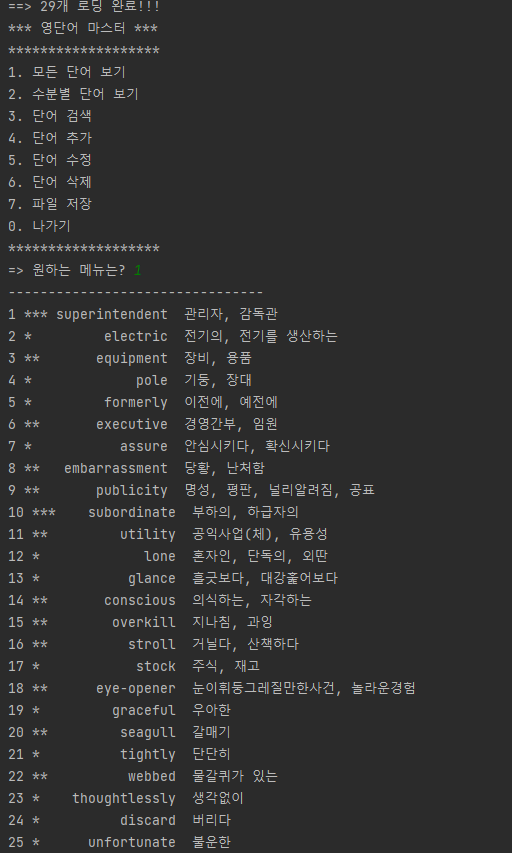 ==> 29개 로딩 완료!!!
*** 영단어 마스터 ***
*******************
1. 모든 단어 보기
2. 수분별 단어 보기
3. 단어 검색
4. 단어 추가
5. 단어 수정
6. 단어 삭제
7. 파일 저장
0. 나가기
*******************
=> 원하는 메뉴는? 1
--------------------------------
1 *** superintendent  관리자, 감독관
2 *         electric  전기의, 전기를 생산하는
3 **       equipment  장비, 용품
4 *             pole  기둥, 장대
5 *         formerly  이전에, 예전에
6 **       executive  경영간부, 임원
7 *           assure  안심시키다, 확신시키다
8 **   embarrassment  당황, 난처함
9 **       publicity  명성, 평판, 널리알려짐, 공표
10 ***    subordinate  부하의, 하급자의
11 **         utility  공익사업(체), 유용성
12 *             lone  혼자인, 단독의, 외딴
13 *           glance  흘긋보다, 대강훑어보다
14 **       conscious  의식하는, 자각하는
15 **        overkill  지나침, 과잉
16 **          stroll  거닐다, 산책하다
17 *            stock  주식, 재고
18 **      eye-opener  눈이휘둥그레질만한사건, 놀라운경험
19 *         graceful  우아한
20 **         seagull  갈매기
21 *          tightly  단단히
22 **          webbed  물갈퀴가 있는
23 *    thoughtlessly  생각없이
24 *          discard  버리다
25 *      unfortunate  불운한